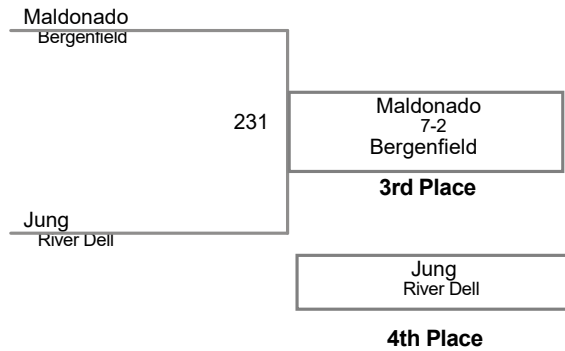 Maldonado
Bergenfield
231
Maldonado
7-2
Bergenfield
3rd Place
Jung
River Dell
Jung
River Dell
4th Place